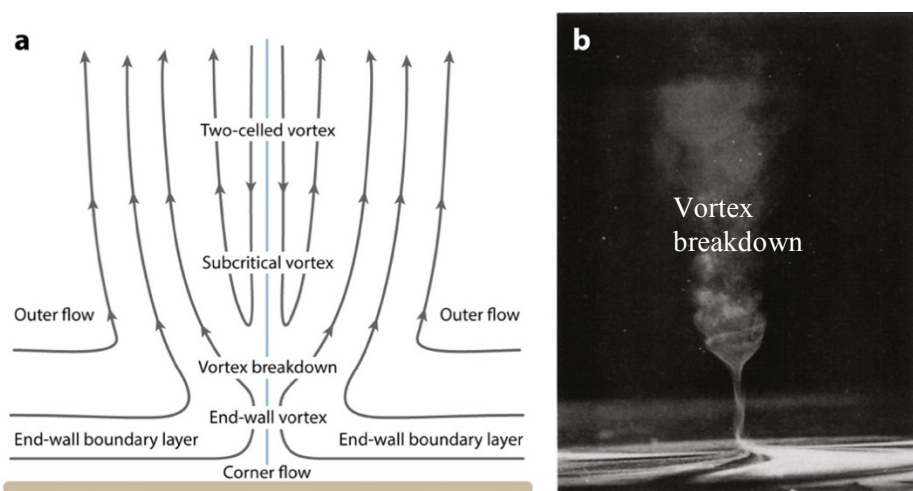 a
Two-celled vortex
Subcritical vortex
Outer flow
Outer flow
Vortex breakdown
End-wall vortex
End-wall boundary layer
End-wall boundary layer
Corner flow
b
Vortex
breakdown